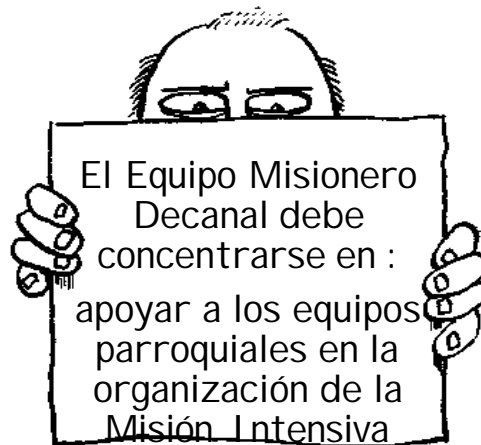 El Equipo Misionero
Decanal debe
concentrarse en :
apoyar a los equipos
parroquiales en la
organización de la
Misión Intensiva